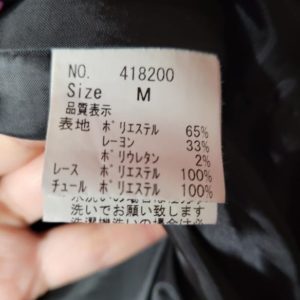 NO. 418200
Size M
品質表示
表地 ポリエステル 65%
レーヨン 33%
ポリウレタン 2%
レース ポリエステル 100%
チュール ポリエステル 100%
洗いでお願い致します